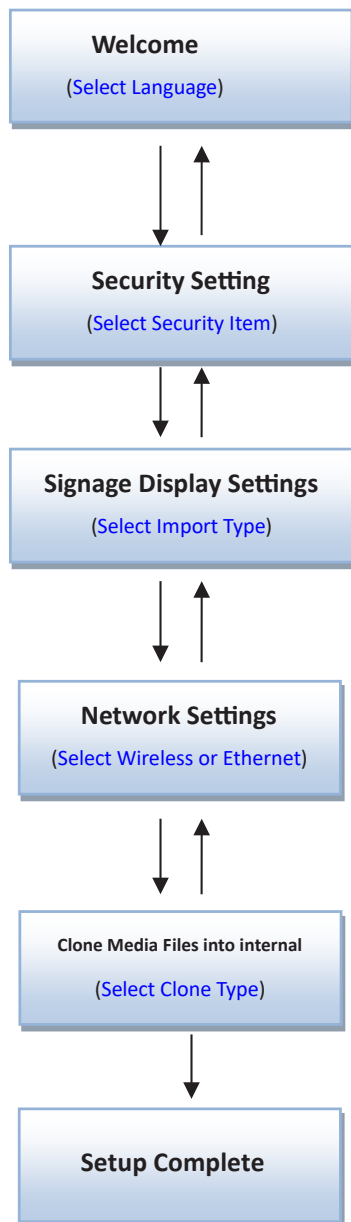 Welcome
(Select Language)
Security Setting
(Select Security Item)
Signage Display Settings
(Select Import Type)
Network Settings
(Select Wireless or Ethernet)
Clone Media Files into internal
(Select Clone Type)
Setup Complete